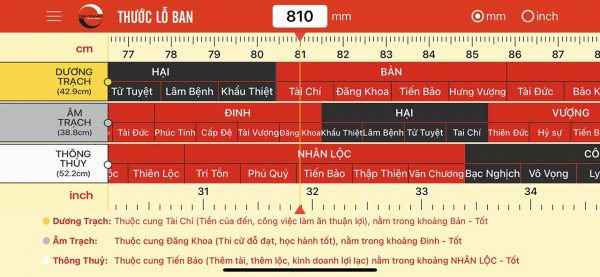 THƯỚC LỖ BAN
810 mm
mm inch
cm 77 78 79 80 81 82 83 84 85 86 87 8
DƯƠNG TRẠCH (42.9cm)
HẠI BẢN
Tử Tuyệt Lâm Bệnh Khẩu Thiệt Tài Chí Đăng Khoa Tiến Bảo Hưng Vượng Tài Đức Bảo K
ÂM TRẠCH (38.8cm)
ĐINH HẠI VƯỢNG
Tài Đức Phúc Tinh Cấp Đệ Tài Vượng Đăng Khoa Khẩu Thiệt Lâm Bệnh Tử Tuyệt Tai Chí Thiên Đức Hỷ sự Tiến B
THÔNG THỦY (52.2cm)
NHÂN LỘC CÔ
ộc Thiên Lộc Trí Tồn Phú Quý Tiến Bảo Thập Thiện Văn Chương Bạc Nghịch Vô Vọng Ly
inch 31 32 33 34
Dương Trạch: Thuộc cung Tài Chí (Tiền của đến, công việc làm ăn thuận lợi), nằm trong khoảng Bản - Tốt
Âm Trạch: Thuộc cung Đăng Khoa (Thi cử đỗ đạt, học hành tốt), nằm trong khoảng Đinh - Tốt
Thông Thuỷ: Thuộc cung Tiến Bảo (Thêm tài, thêm lộc, kinh doanh lợi lạc) nằm trong khoảng NHÂN LỘC - Tốt